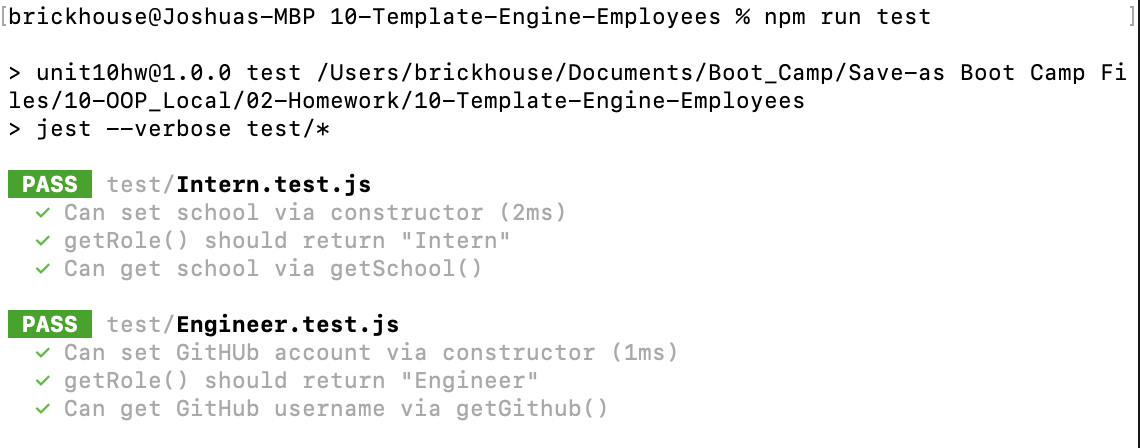 [brickhouse@Joshuas-MBP 10-Template-Engine-Employees % npm run test ]
> unit10hw@1.0.0 test /Users/brickhouse/Documents/Boot_Camp/Save-as Boot Camp Fi
les/10-OOP_Local/02-Homework/10-Template-Engine-Employees
> jest --verbose test/*
PASS test/Intern.test.js
✓ Can set school via constructor (2ms)
✓ getRole() should return "Intern"
✓ Can get school via getSchool()
PASS test/Engineer.test.js
✓ Can set GitHUb account via constructor (1ms)
✓ getRole() should return "Engineer"
✓ Can get GitHub username via getGithub()